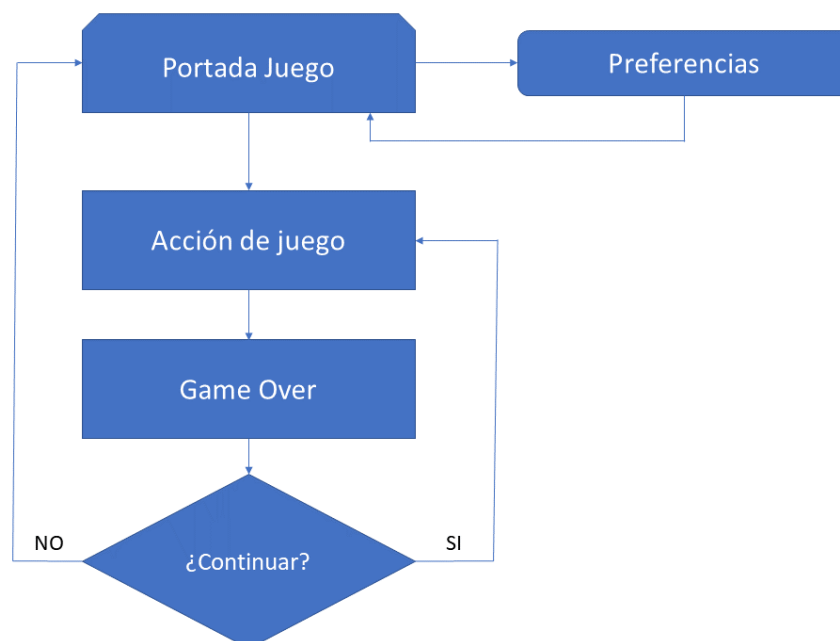 Portada Juego
Preferencias
Acción de juego
Game Over
¿Continuar?
NO
SI